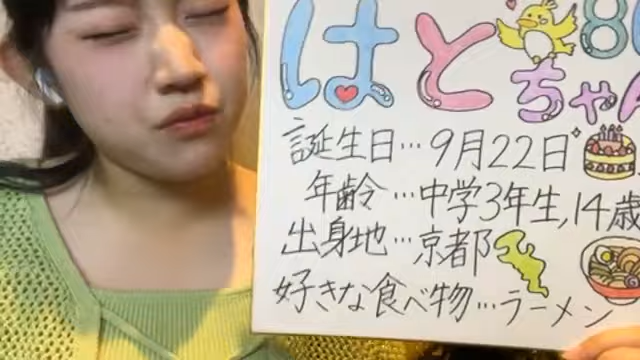 はとちゃん 8
誕生日…9月22日
年齢…中学3年生,14歳
出身地…京都
好きな食べ物…ラーメン